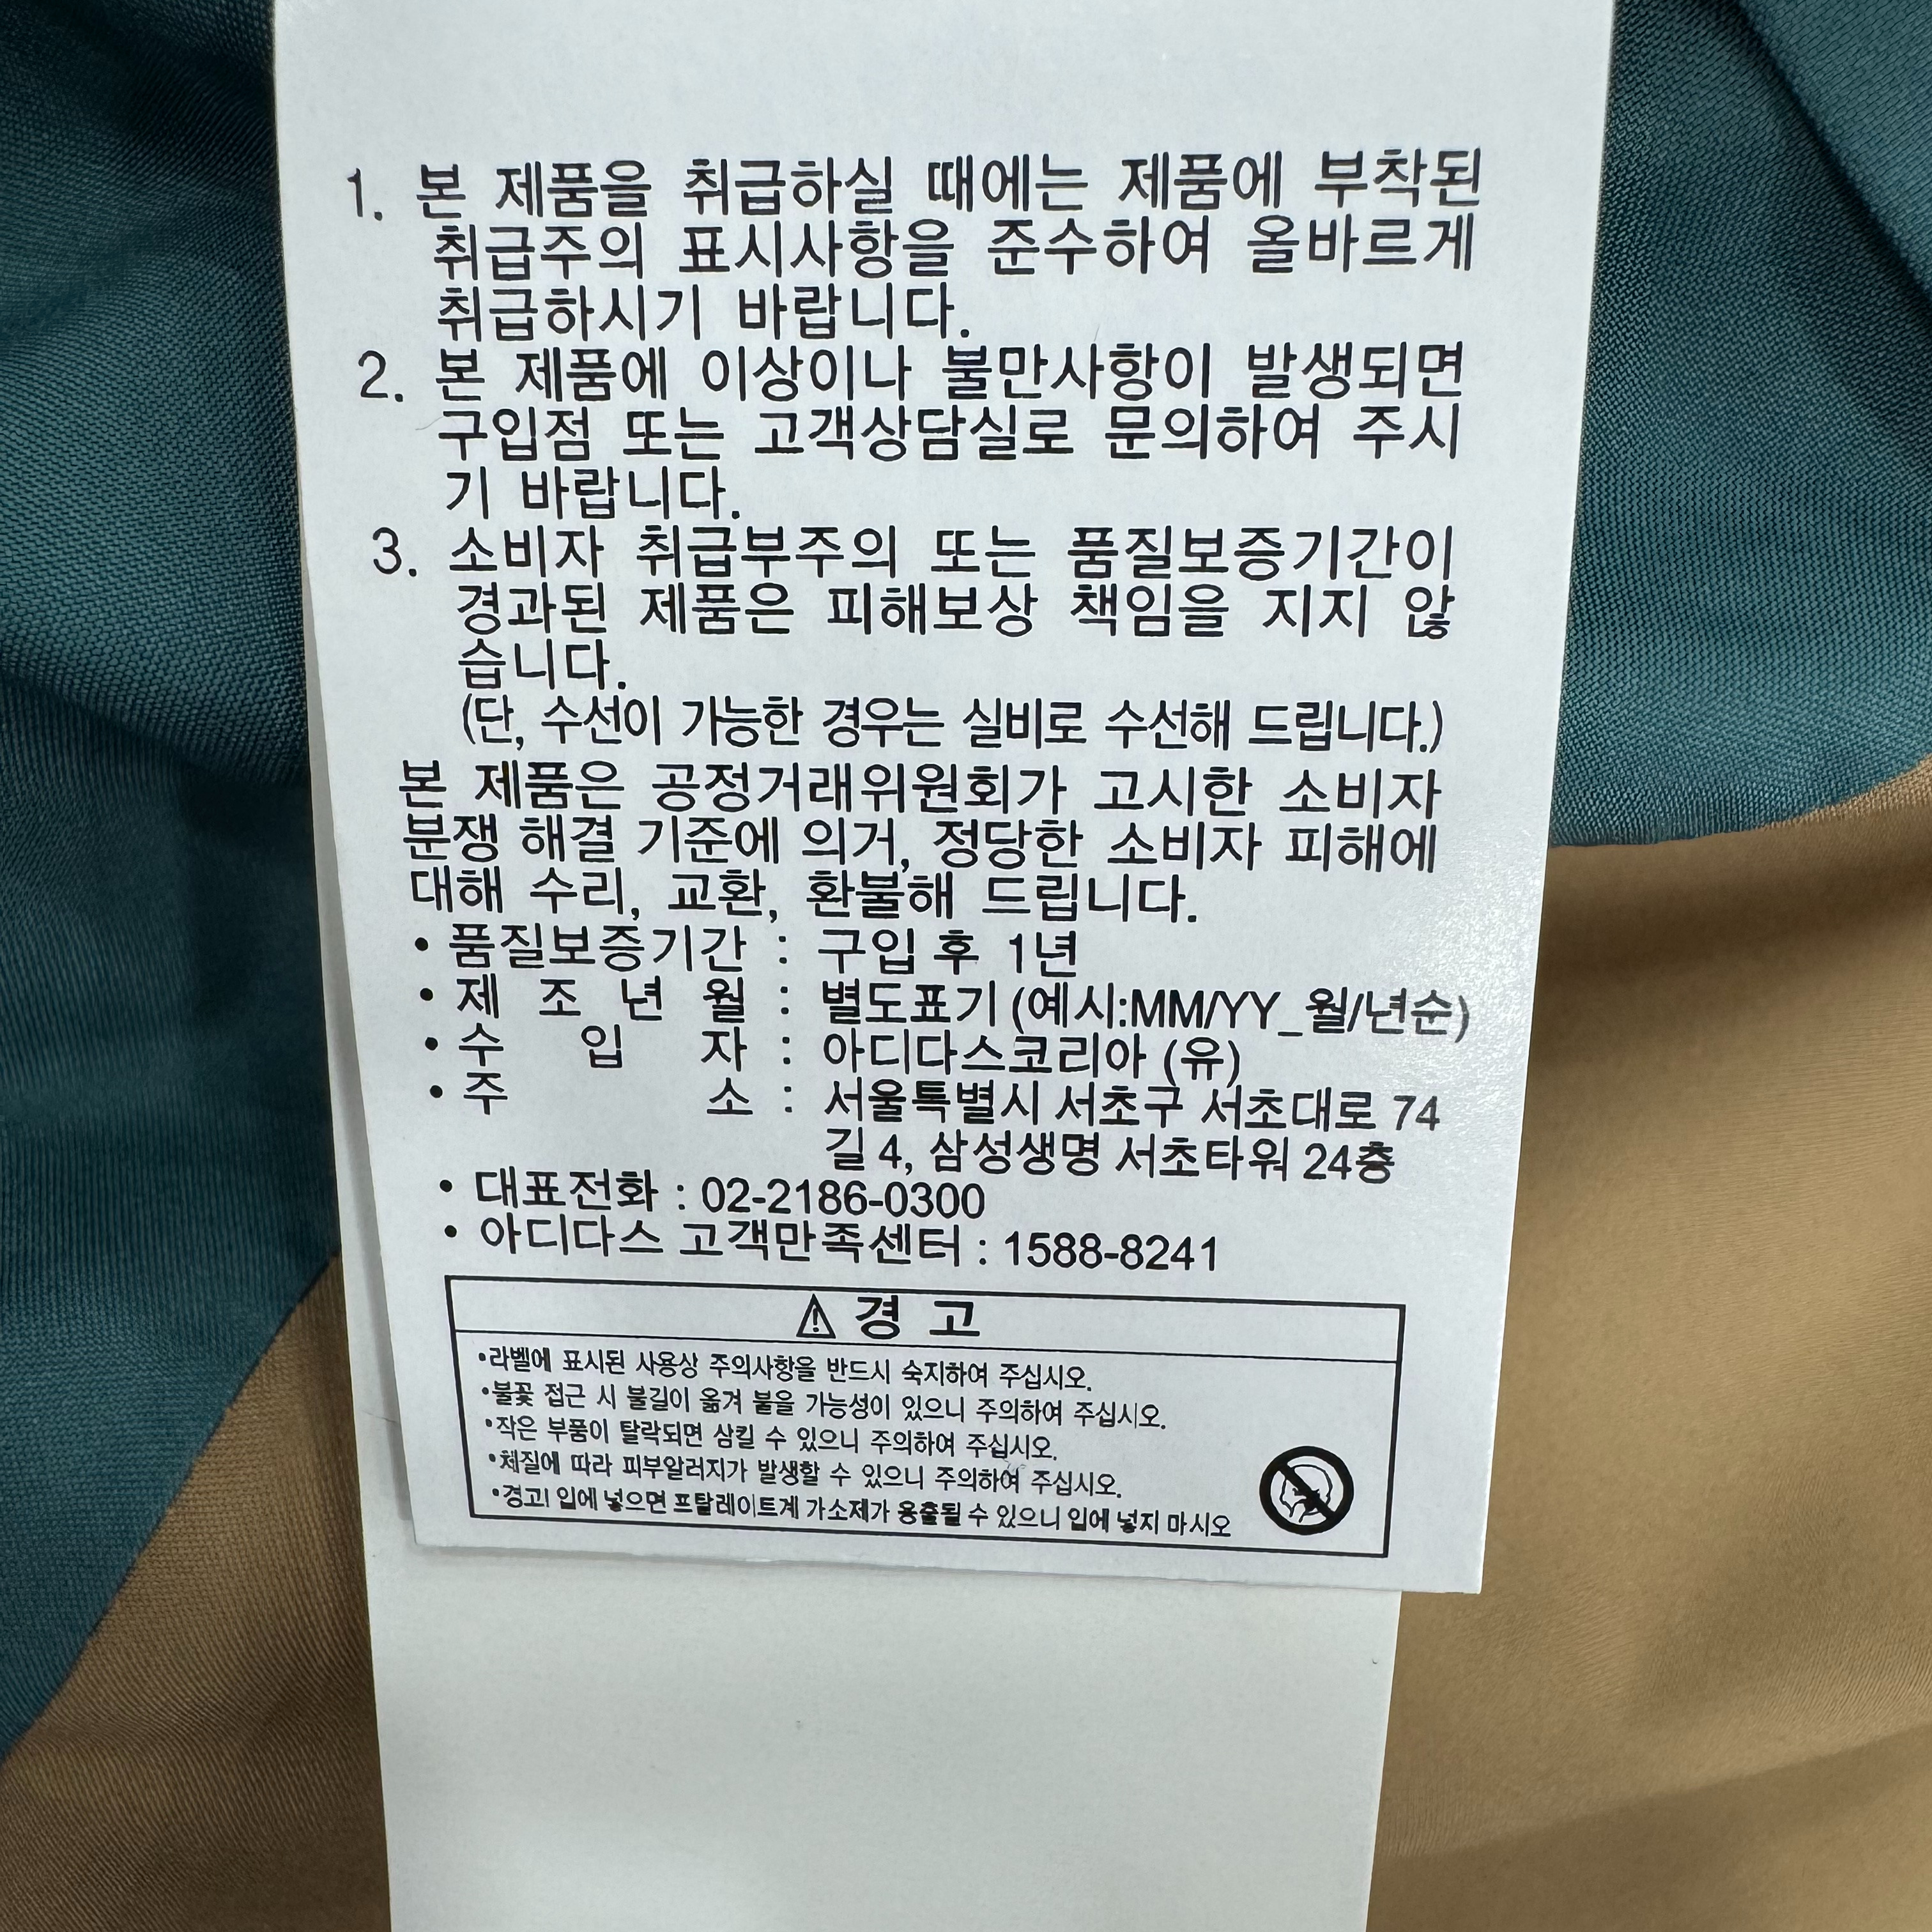 1. 본 제품을 취급하실 때에는 제품에 부착된
취급주의 표시사항을 준수하여 올바르게
취급하시기 바랍니다.
2. 본 제품에 이상이나 불만사항이 발생되면
구입점 또는 고객상담실로 문의하여 주시
기 바랍니다.
3. 소비자 취급부주의 또는 품질보증기간이
경과된 제품은 피해보상 책임을 지지 않
습니다.
(단, 수선이 가능한 경우는 실비로 수선해 드립니다.)
본 제품은 공정거래위원회가 고시한 소비자
분쟁 해결 기준에 의거, 정당한 소비자 피해에
대해 수리, 교환, 환불해 드립니다.
• 품질보증기간 : 구입 후 1년
• 제 조 년 월 : 별도표기 (예시:MM/YY_월/년순)
• 수 입 자 : 아디다스코리아 (유)
• 주 소 : 서울특별시 서초구 서초대로 74
길 4, 삼성생명 서초타워 24층
• 대표전화 : 02-2186-0300
• 아디다스 고객만족센터 : 1588-8241
⚠ 경 고
•라벨에 표시된 사용상 주의사항을 반드시 숙지하여 주십시오.
•불꽃 접근 시 불길이 옮겨 붙을 가능성이 있으니 주의하여 주십시오.
•작은 부품이 탈락되면 삼킬 수 있으니 주의하여 주십시오.
•체질에 따라 피부알러지가 발생할 수 있으니 주의하여 주십시오.
•경고! 입에 넣으면 프탈레이트계 가소제가 용출될 수 있으니 입에 넣지 마시오